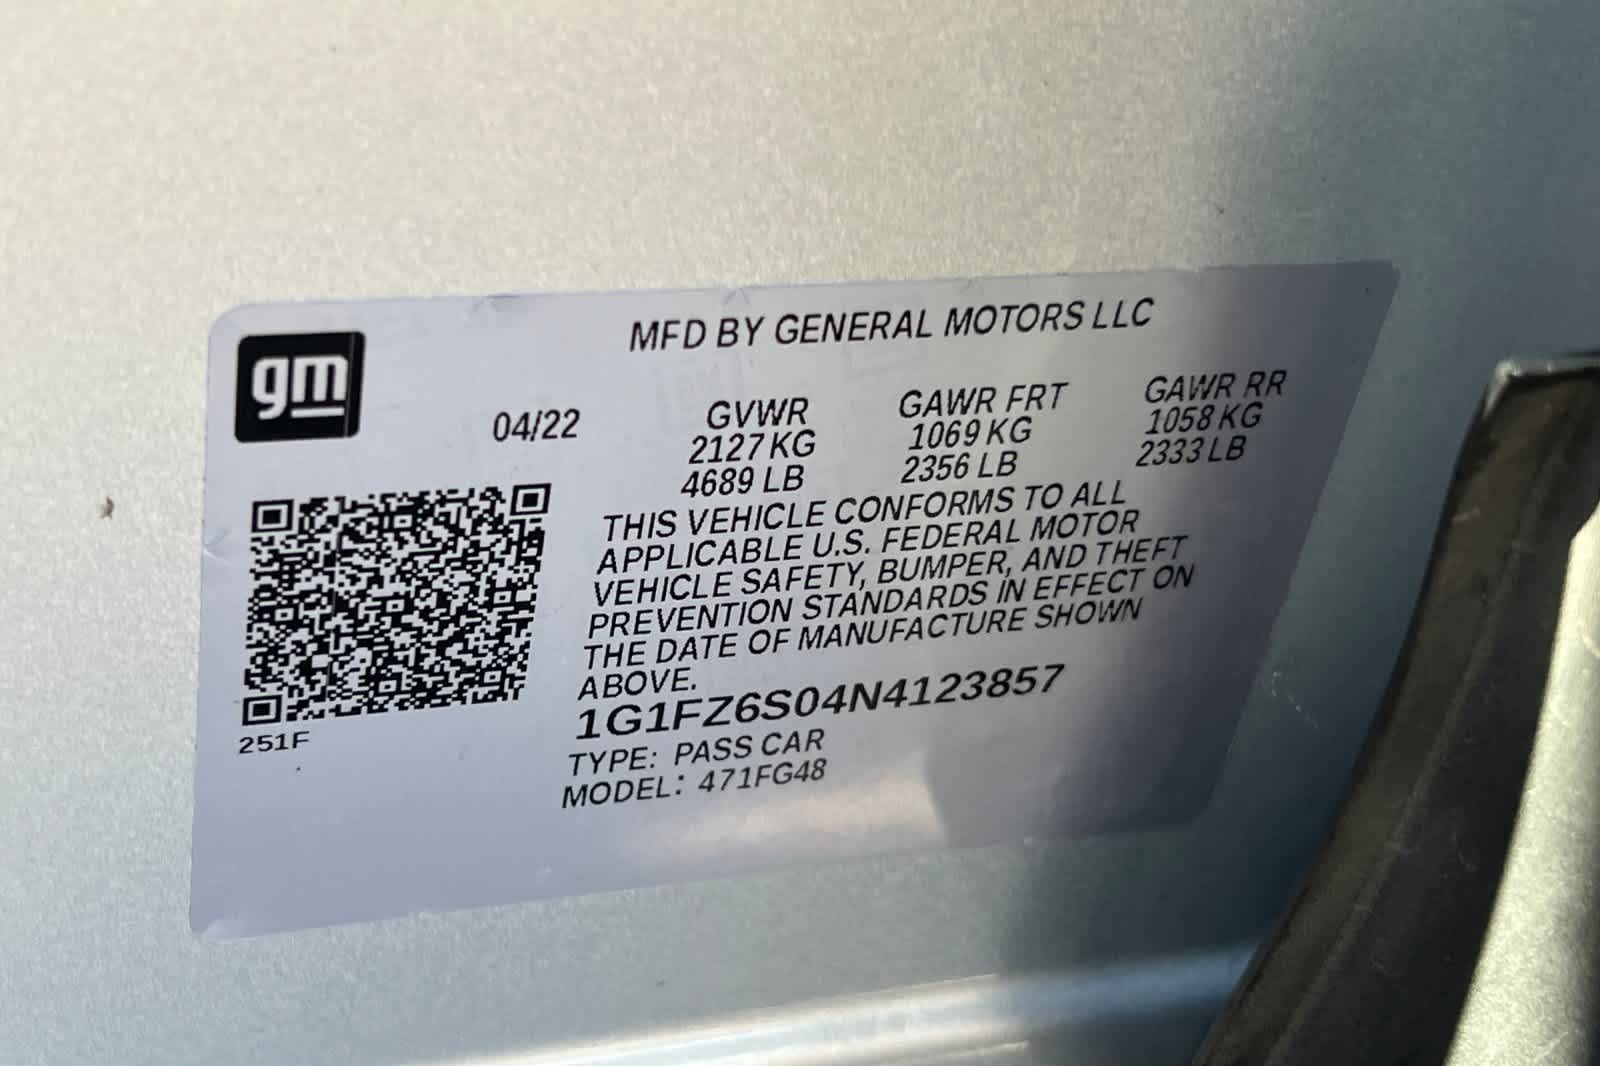 gm
MFD BY GENERAL MOTORS LLC
04/22
GVWR
2127 KG
4689 LB
GAWR FRT
1069 KG
2356 LB
GAWR RR
1058 KG
2333 LB
THIS VEHICLE CONFORMS TO ALL
APPLICABLE U.S. FEDERAL MOTOR
VEHICLE SAFETY, BUMPER, AND THEFT
PREVENTION STANDARDS IN EFFECT ON
THE DATE OF MANUFACTURE SHOWN
ABOVE.
1G1FZ6S04N4123857
TYPE: PASS CAR
MODEL: 471FG48
251F